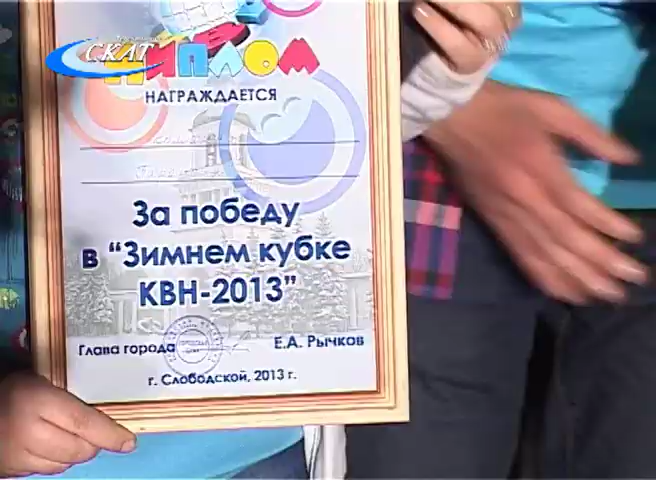 СКАТ
ДИПЛОМ
НАГРАЖДАЕТСЯ
За победу
в "Зимнем кубке
КВН-2013"
Глава города Е.А. Рычков
г. Слободской, 2013 г.